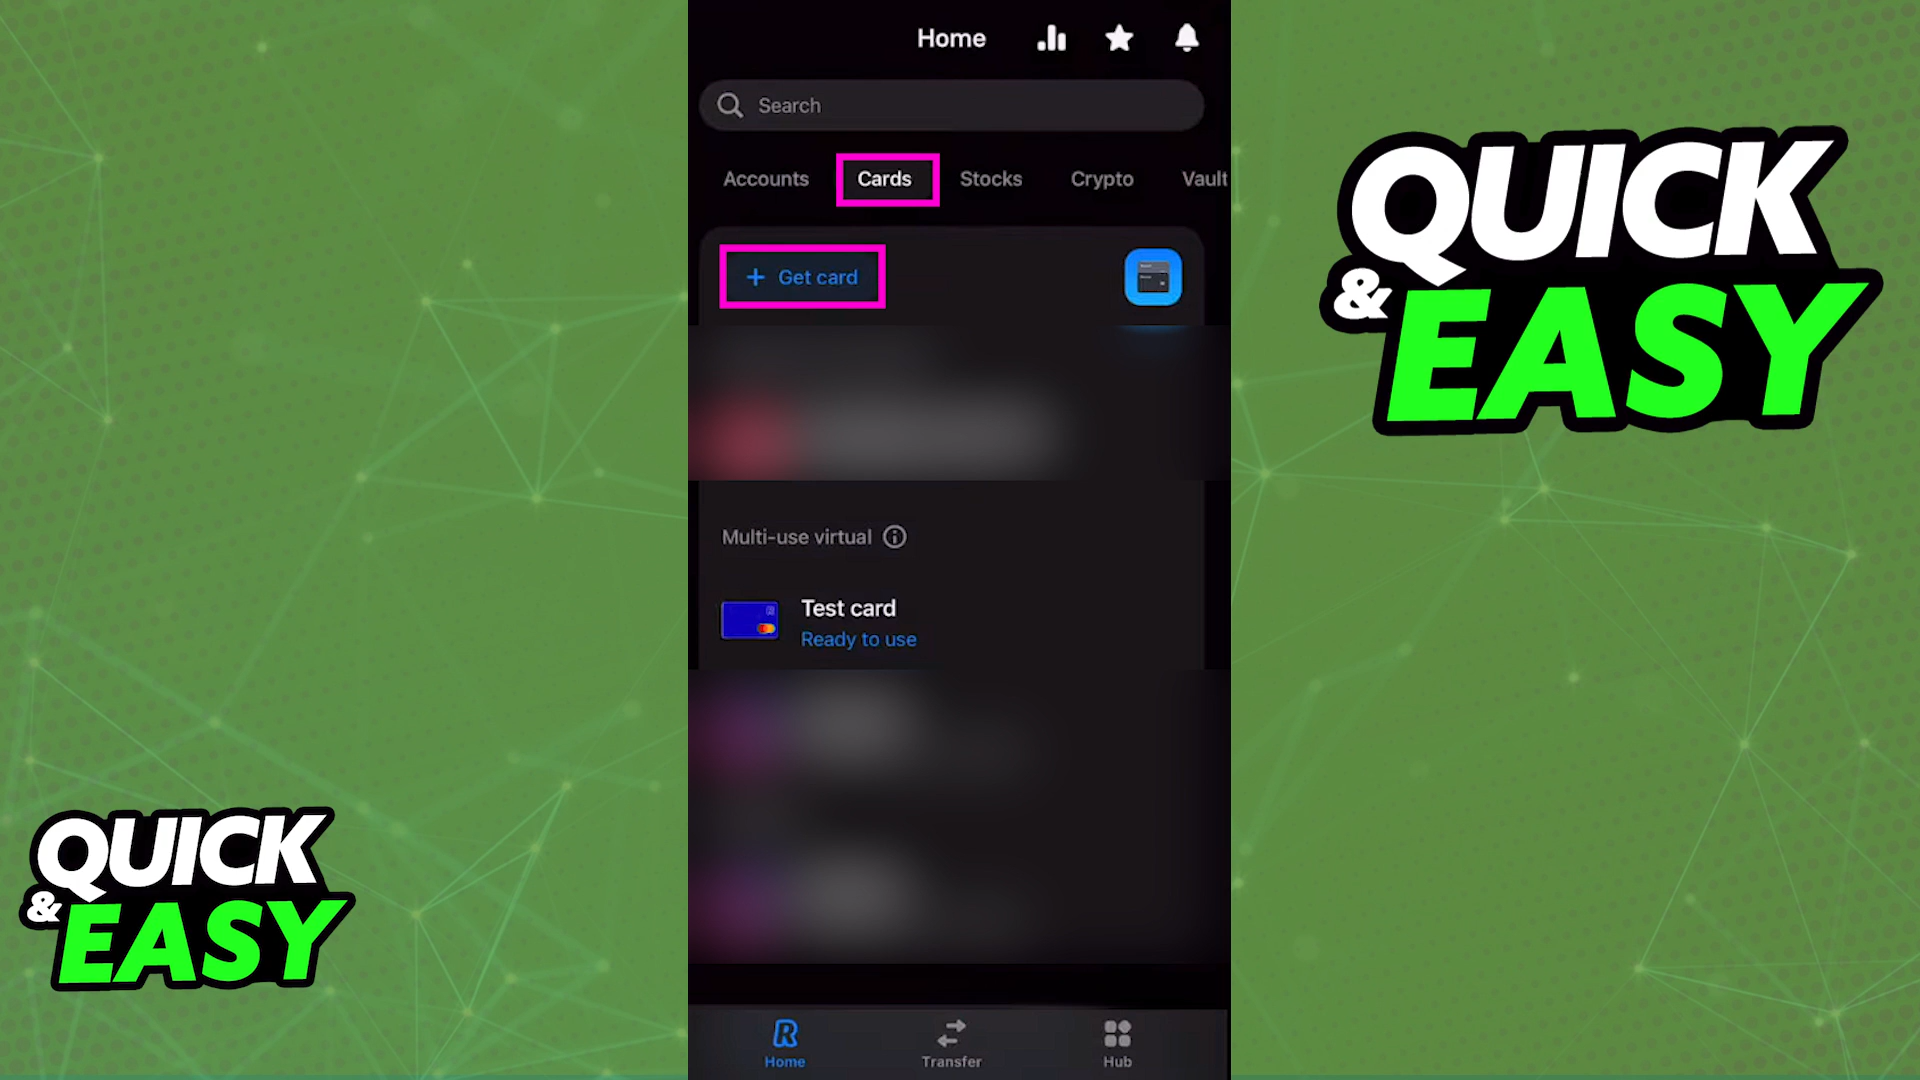 Home
Search
Accounts Cards Stocks Crypto Vault
+ Get card
Multi-use virtual
Test card
Ready to use
Home Transfer Hub
QUICK
& EASY
QUICK
& EASY